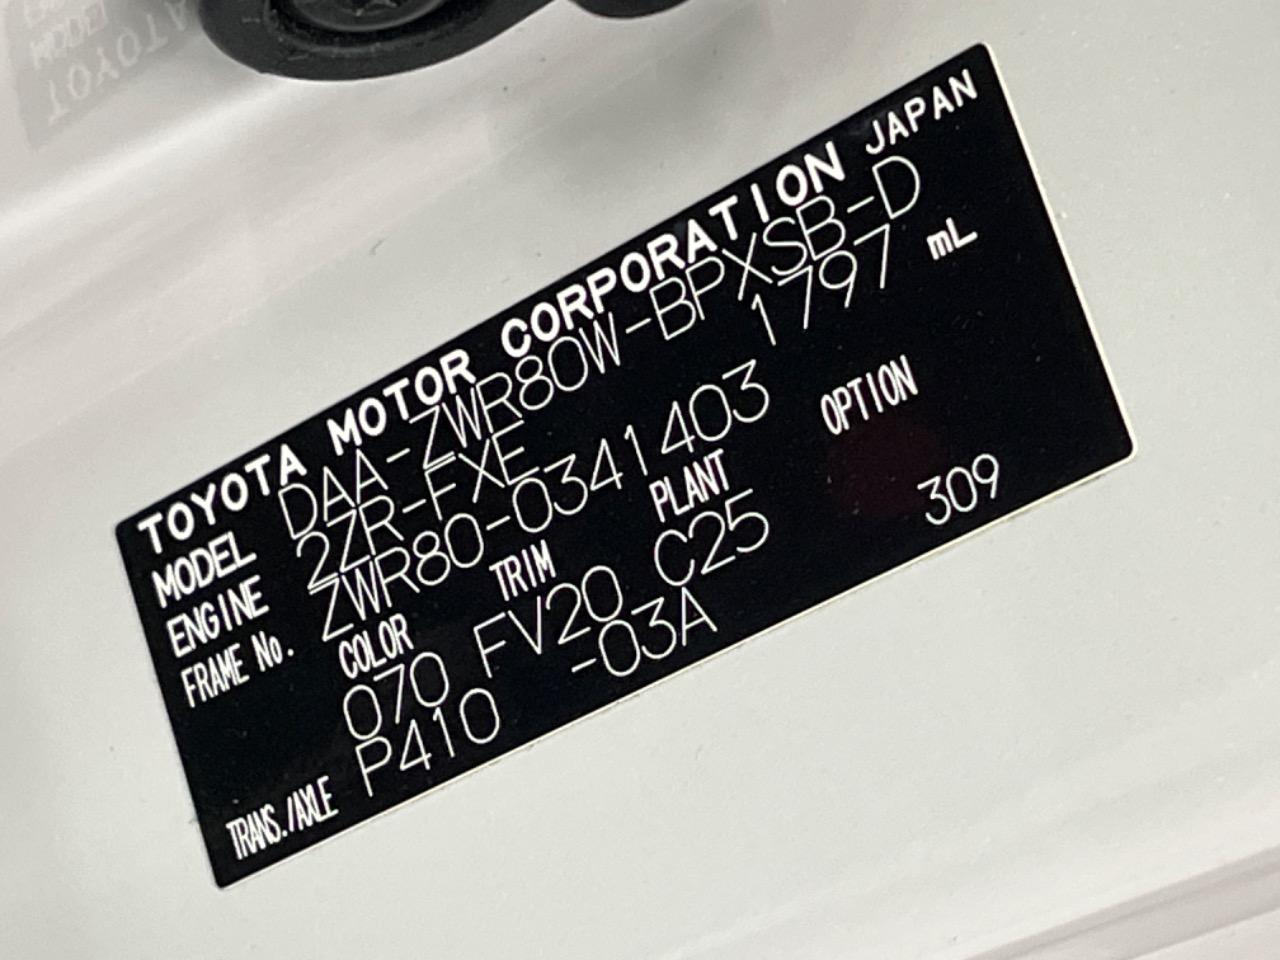 TOYOTA MOTOR CORPORATION JAPAN
MODEL DAA-ZWR80W-BPXSB-D
ENGINE 2ZR-FXE 1797 mL
FRAME No. ZWR80-0341403
COLOR TRIM PLANT OPTION
070 FV20 C25 309
TRANS./AXLE P410 -03A